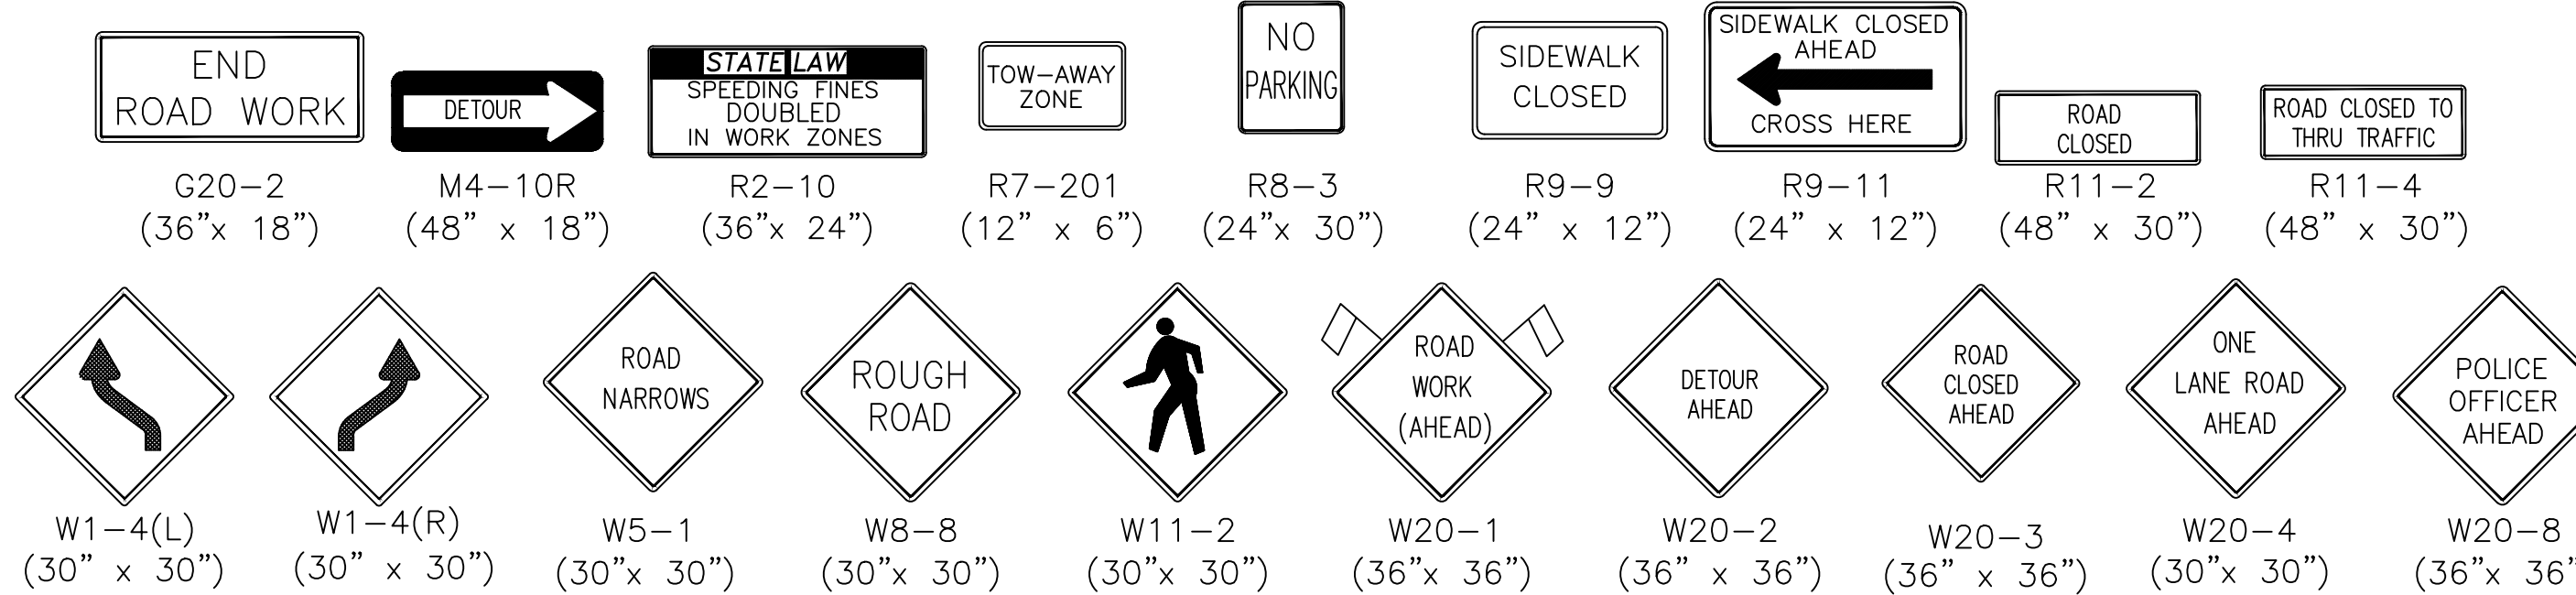 END
ROAD WORK
G20-2
(36”x 18”)
DETOUR
M4-10R
(48” x 18”)
STATE LAW
SPEEDING FINES
DOUBLED
IN WORK ZONES
R2-10
(36”x 24”)
TOW-AWAY
ZONE
R7-201
(12” x 6”)
NO
PARKING
R8-3
(24”x 30”)
SIDEWALK
CLOSED
R9-9
(24” x 12”)
SIDEWALK CLOSED
AHEAD
CROSS HERE
R9-11
(24” x 12”)
ROAD
CLOSED
R11-2
(48” x 30”)
ROAD CLOSED TO
THRU TRAFFIC
R11-4
(48” x 30”)
W1-4(L)
(30” x 30”)
W1-4(R)
(30” x 30”)
ROAD
NARROWS
W5-1
(30”x 30”)
ROUGH
ROAD
W8-8
(30”x 30”)
W11-2
(30”x 30”)
ROAD
WORK
(AHEAD)
W20-1
(36”x 36”)
DETOUR
AHEAD
W20-2
(36” x 36”)
ROAD
CLOSED
AHEAD
W20-3
(36” x 36”)
ONE
LANE ROAD
AHEAD
W20-4
(30”x 30”)
POLICE
OFFICER
AHEAD
W20-8
(36”x 36”